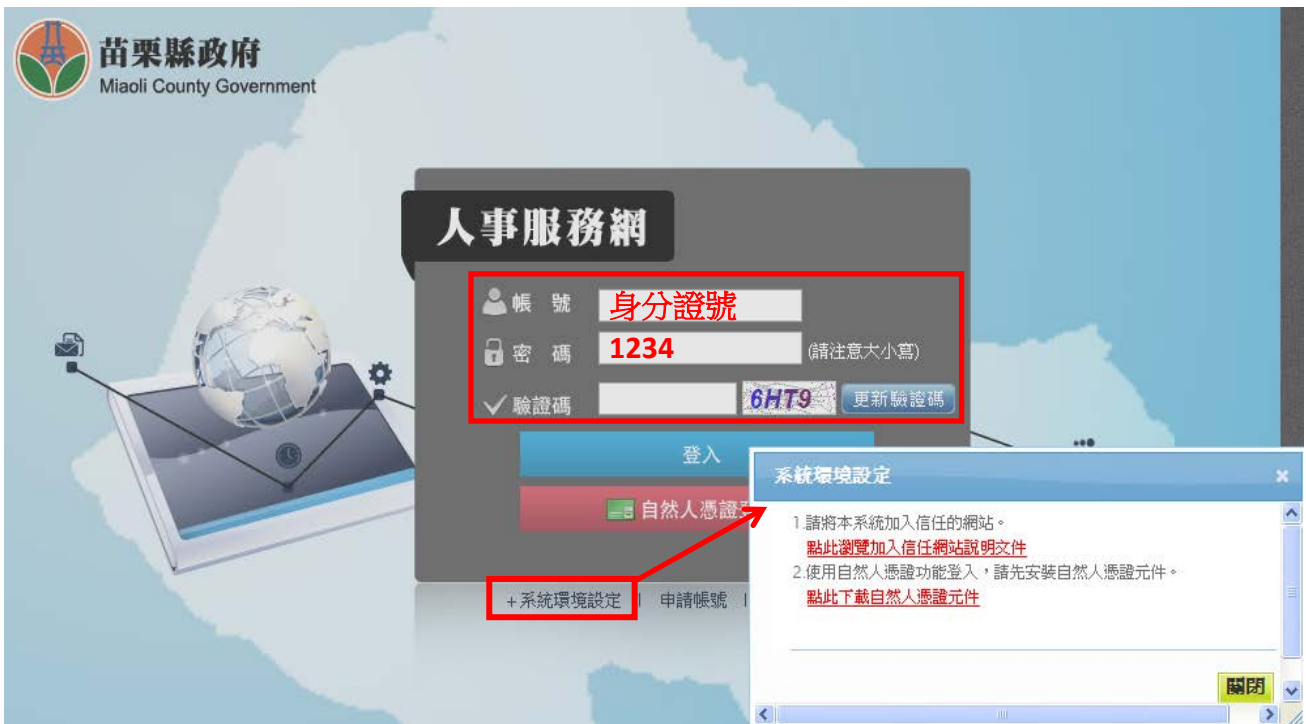 苗栗縣政府
Miaoli County Government
人事服務網
帳 號 身分證號
密 碼 1234 (請注意大小寫)
驗證碼 6HT9 更新驗證碼
登入
自然人憑證
+系統環境設定 | 申請帳號 |
系統環境設定 ×
1.請將本系統加入信任的網站。
點此瀏覽加入信任網站說明文件
2.使用自然人憑證功能登入,請先安裝自然人憑證元件。
點此下載自然人憑證元件
關閉